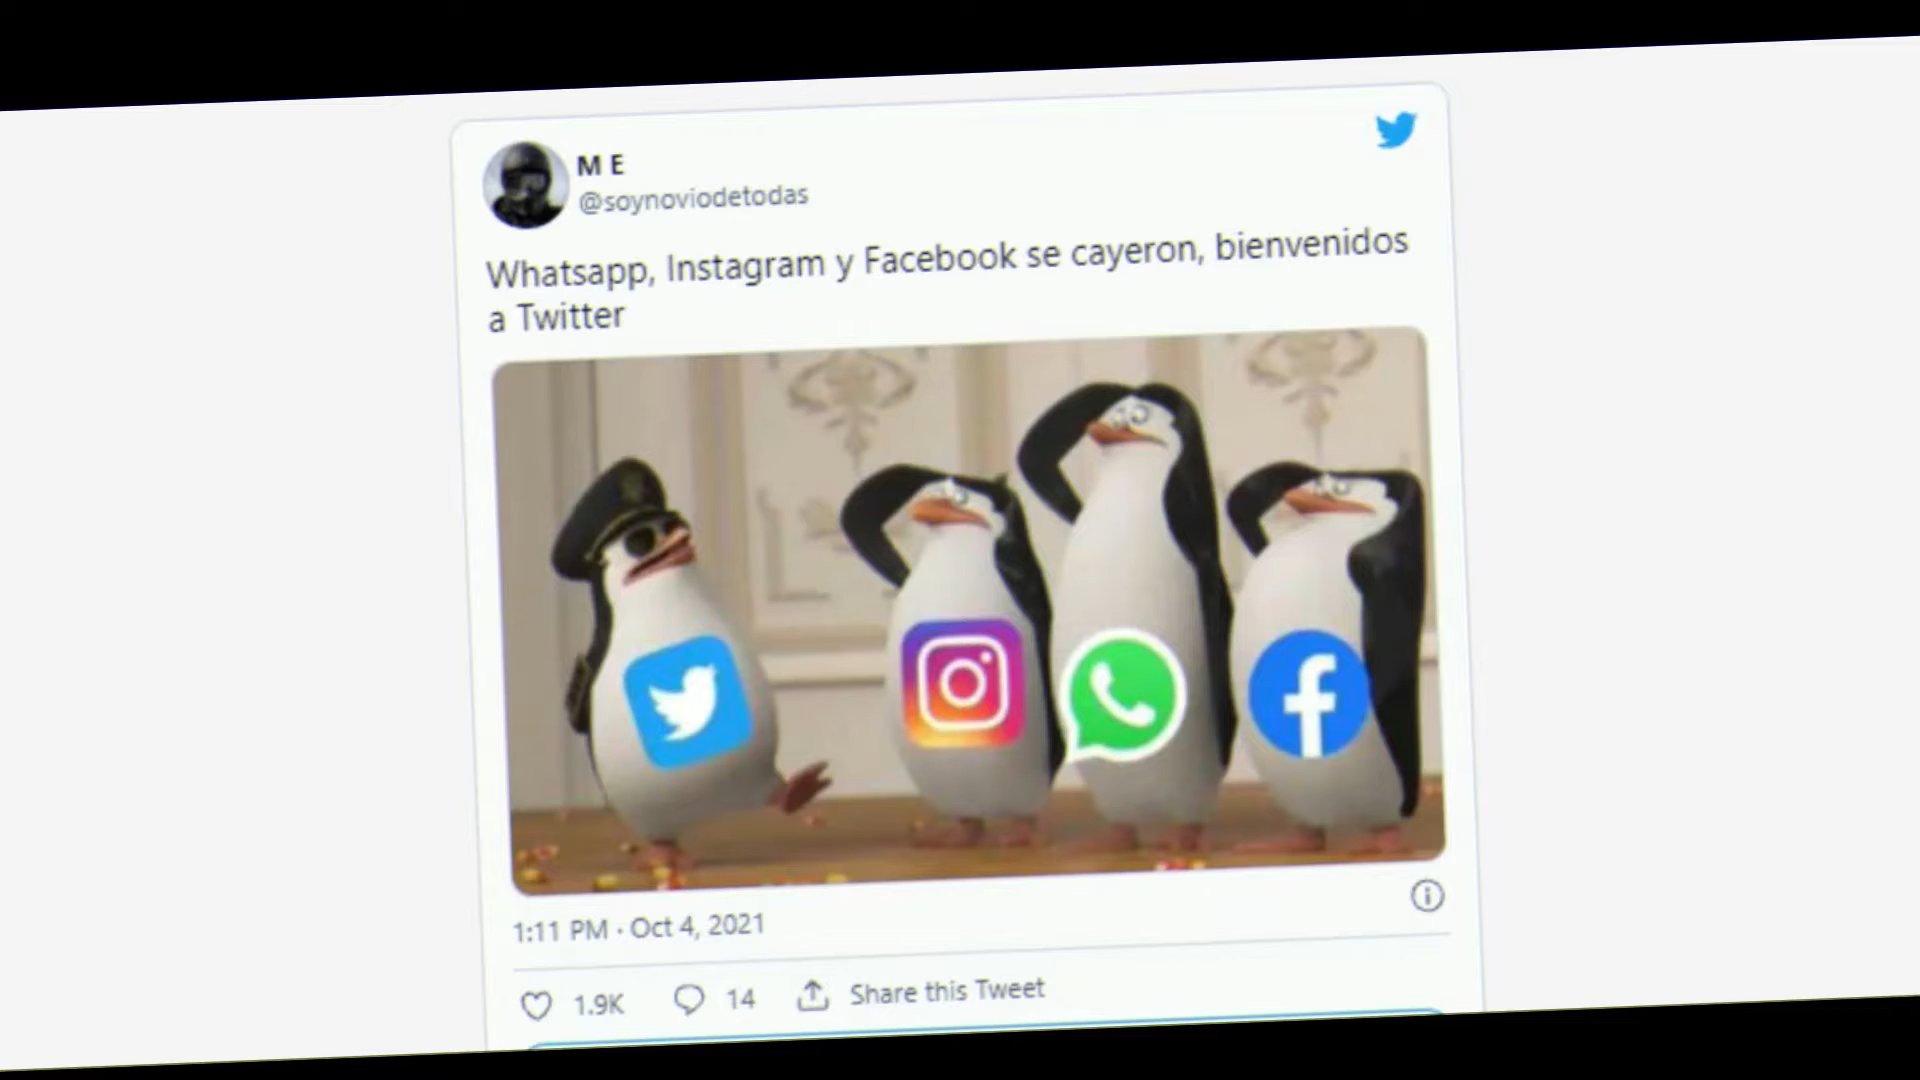 M E
@soynoviodetodas
Whatsapp, Instagram y Facebook se cayeron, bienvenidos
a Twitter
1:11 PM · Oct 4, 2021
1.9K 14 Share this Tweet